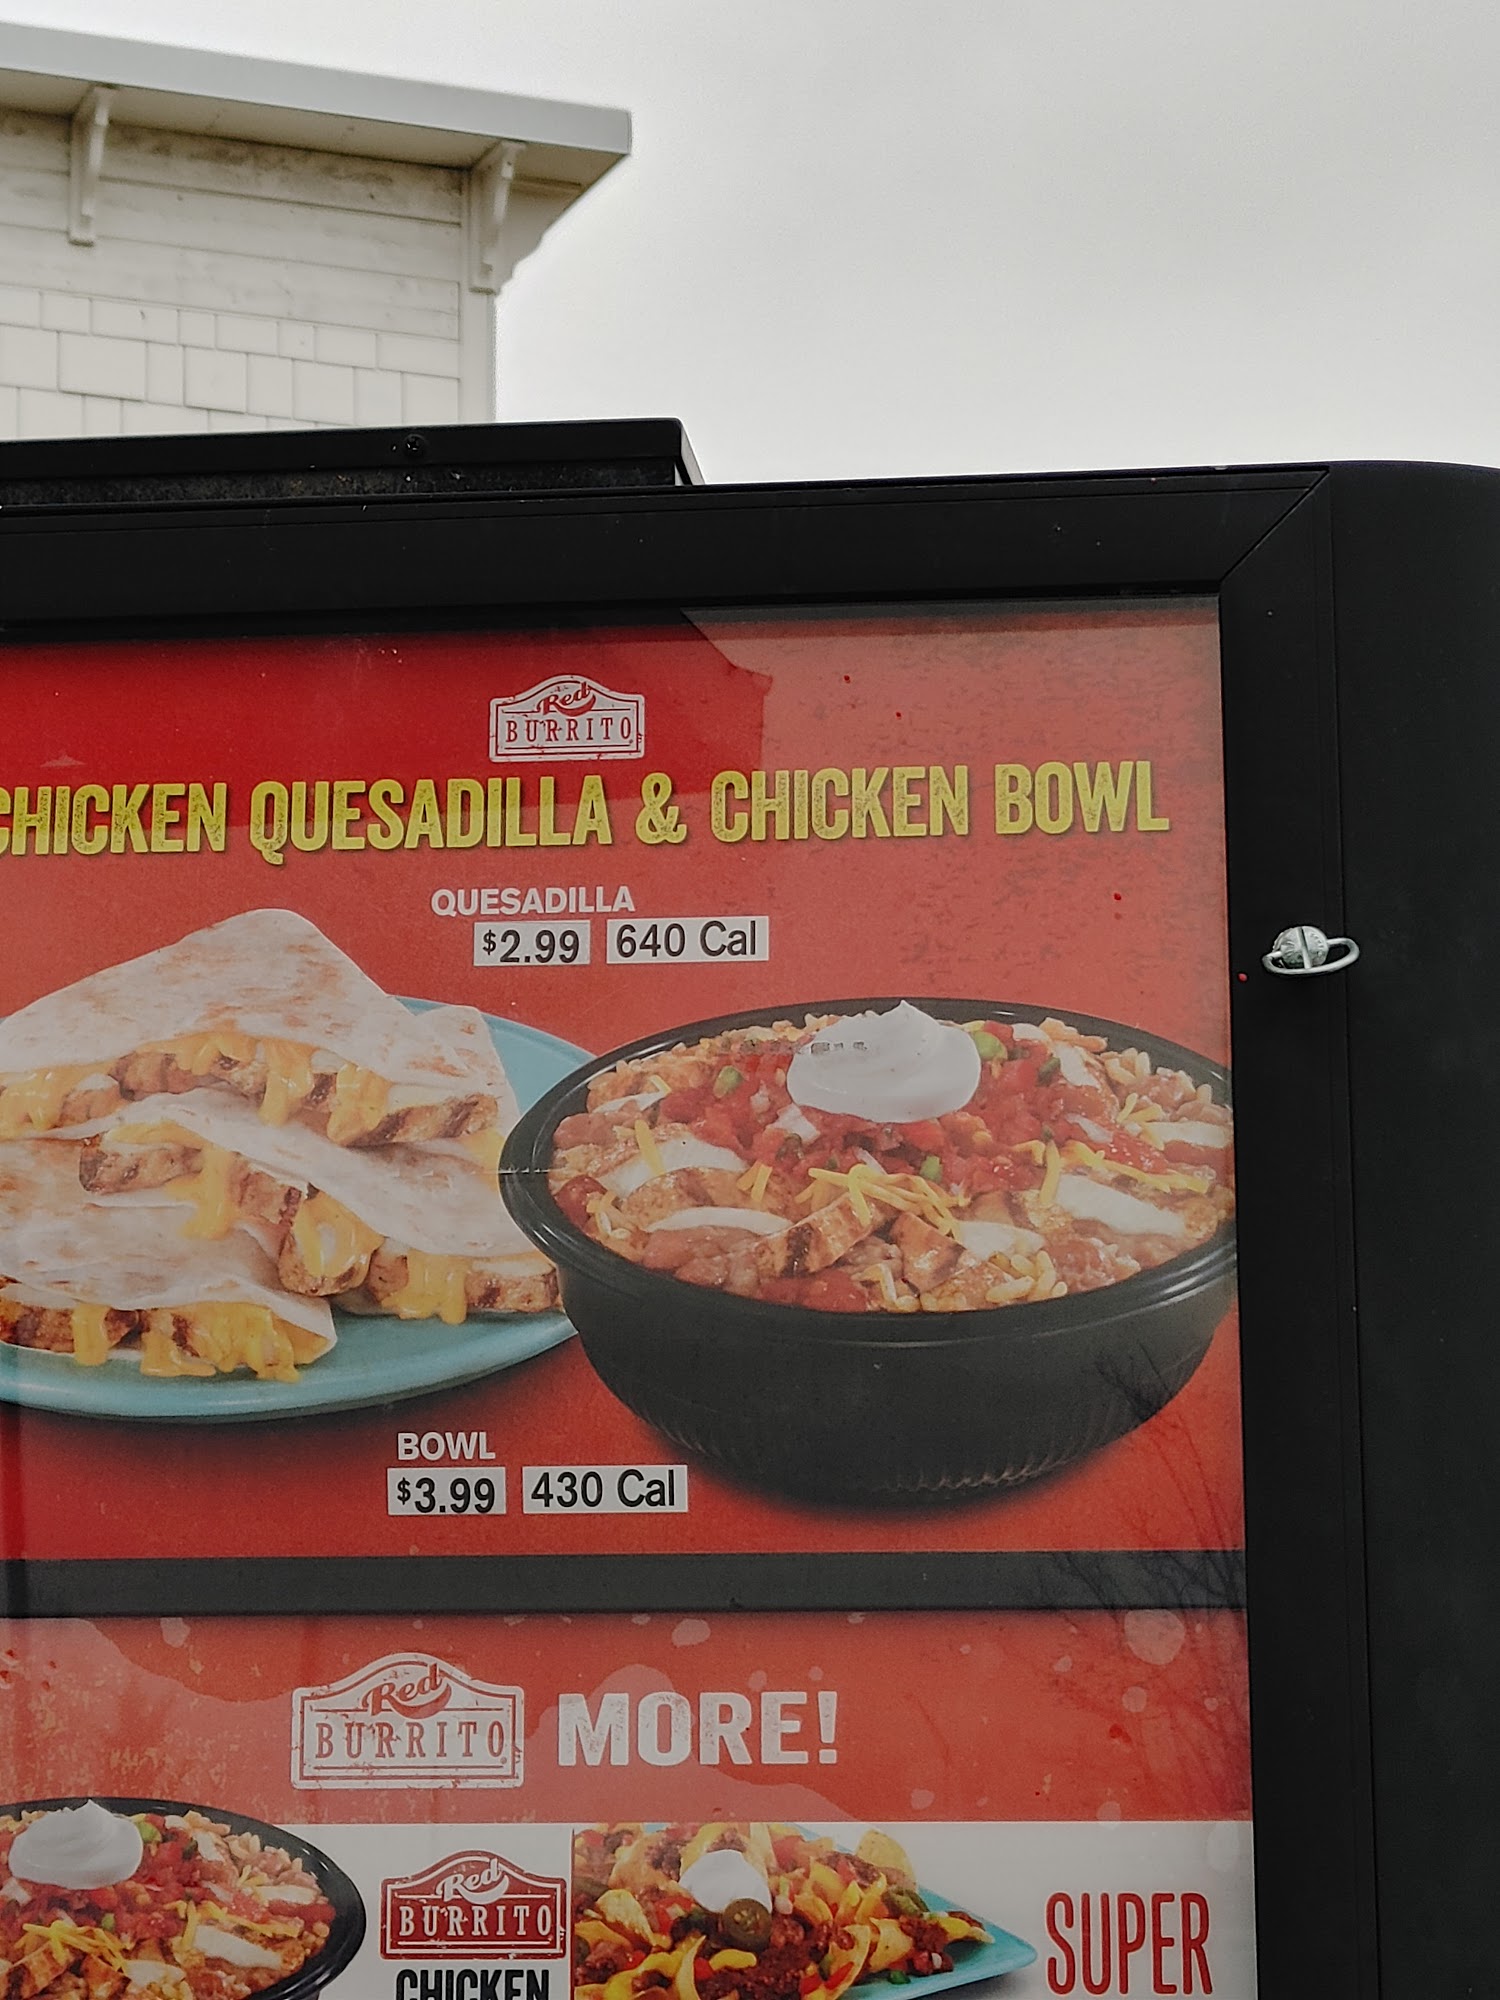 Red
BURRITO
CHICKEN QUESADILLA & CHICKEN BOWL
QUESADILLA
$2.99 640 Cal
BOWL
$3.99 430 Cal
Red
BURRITO MORE!
Red
BURRITO
CHICKEN
SUPER